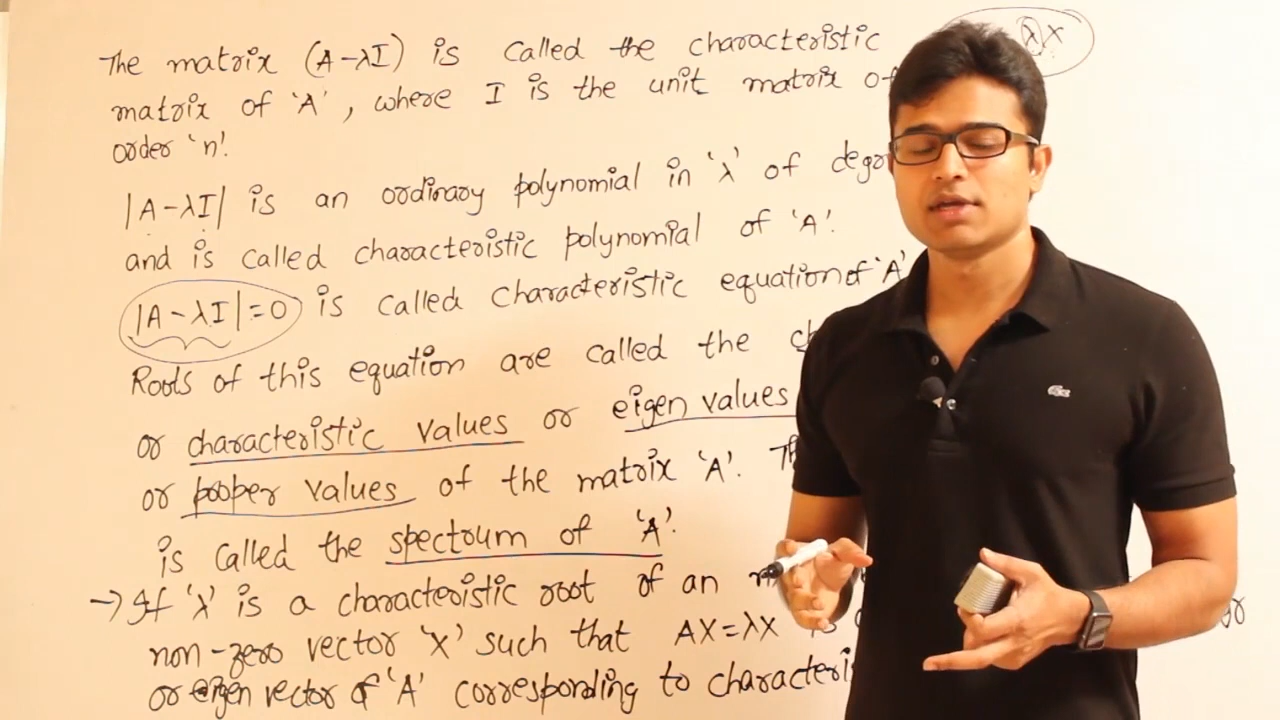 The matrix (A-λI) is called the characteristic λX
matrix of 'A', where I is the unit matrix of
order 'n'.
|A-λI| is an ordinary polynomial in 'λ' of
and is called characteristic polynomial of 'A'.
|A-λI|=0 is called characteristic equation of 'A'
Roots of this equation are called the
or characteristic values or eigen values
or proper values of the matrix 'A'.
is called the spectrum of 'A'.
→ If 'λ' is a characteristic root of an
non-zero vector 'X' such that AX=λX is or
or eigen vector of 'A' corresponding to